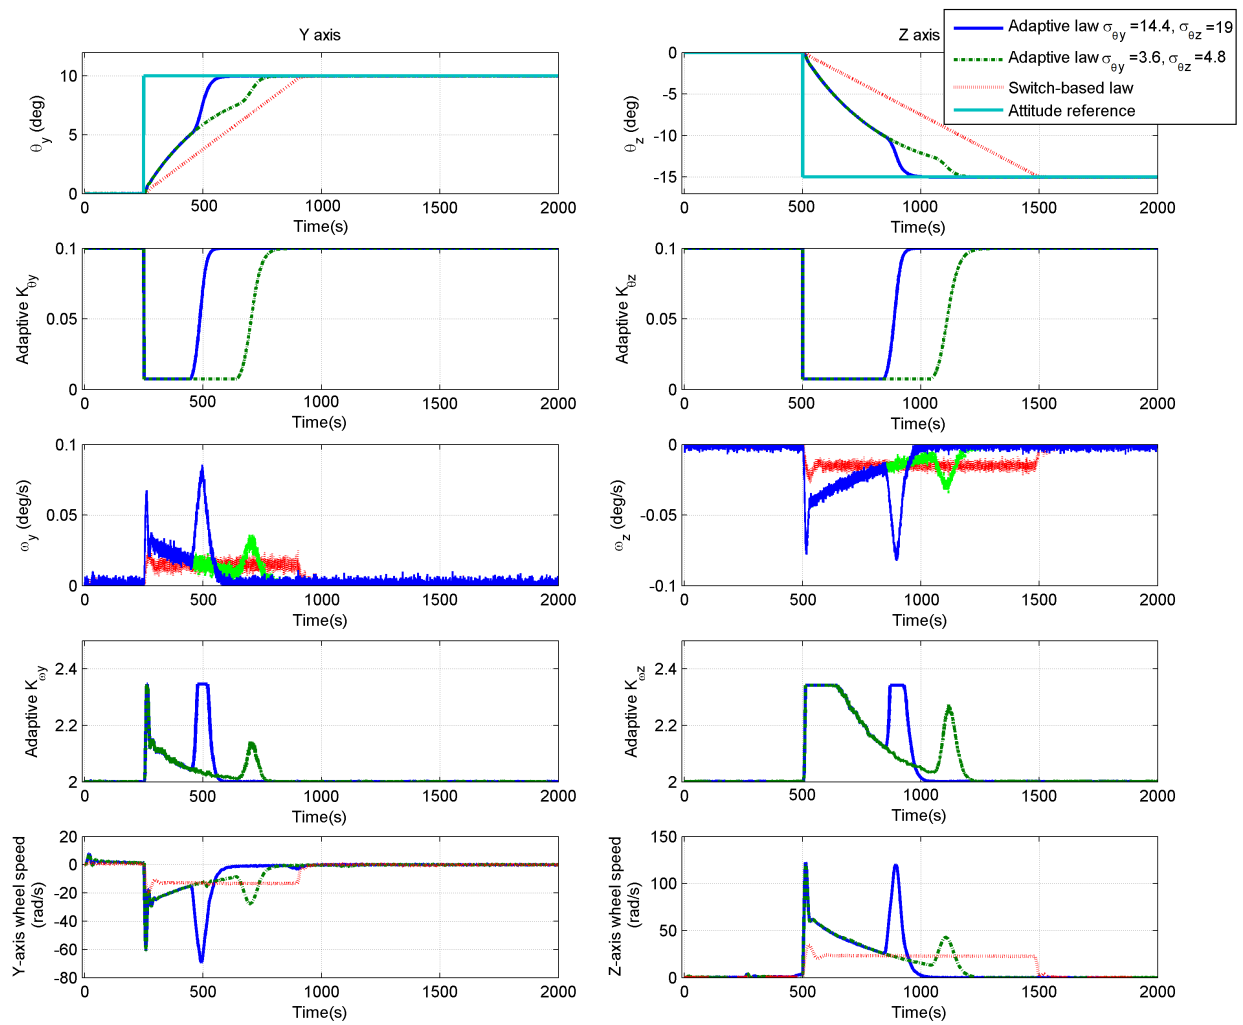 Y axis
Z axis
Adaptive law σθy =14.4, σθz =19
Adaptive law σθy =3.6, σθz =4.8
Switch-based law
Attitude reference
θy (deg)
10
5
0
0 500 1000 1500 2000
Time(s)
θz (deg)
0
-5
-10
-15
0 500 1000 1500 2000
Time(s)
Adaptive Kθy
0.1
0.05
0
0 500 1000 1500 2000
Time(s)
Adaptive Kθz
0.1
0.05
0
0 500 1000 1500 2000
Time(s)
ωy (deg/s)
0.1
0.05
0
0 500 1000 1500 2000
Time(s)
ωz (deg/s)
0
-0.05
-0.1
0 500 1000 1500 2000
Time(s)
Adaptive Kωy
2.4
2.2
2
0 500 1000 1500 2000
Time(s)
Adaptive Kωz
2.4
2.2
2
0 500 1000 1500 2000
Time(s)
Y-axis wheel speed
(rad/s)
20
0
-20
-40
-60
-80
0 500 1000 1500 2000
Time(s)
Z-axis wheel speed
(rad/s)
150
100
50
0
0 500 1000 1500 2000
Time(s)